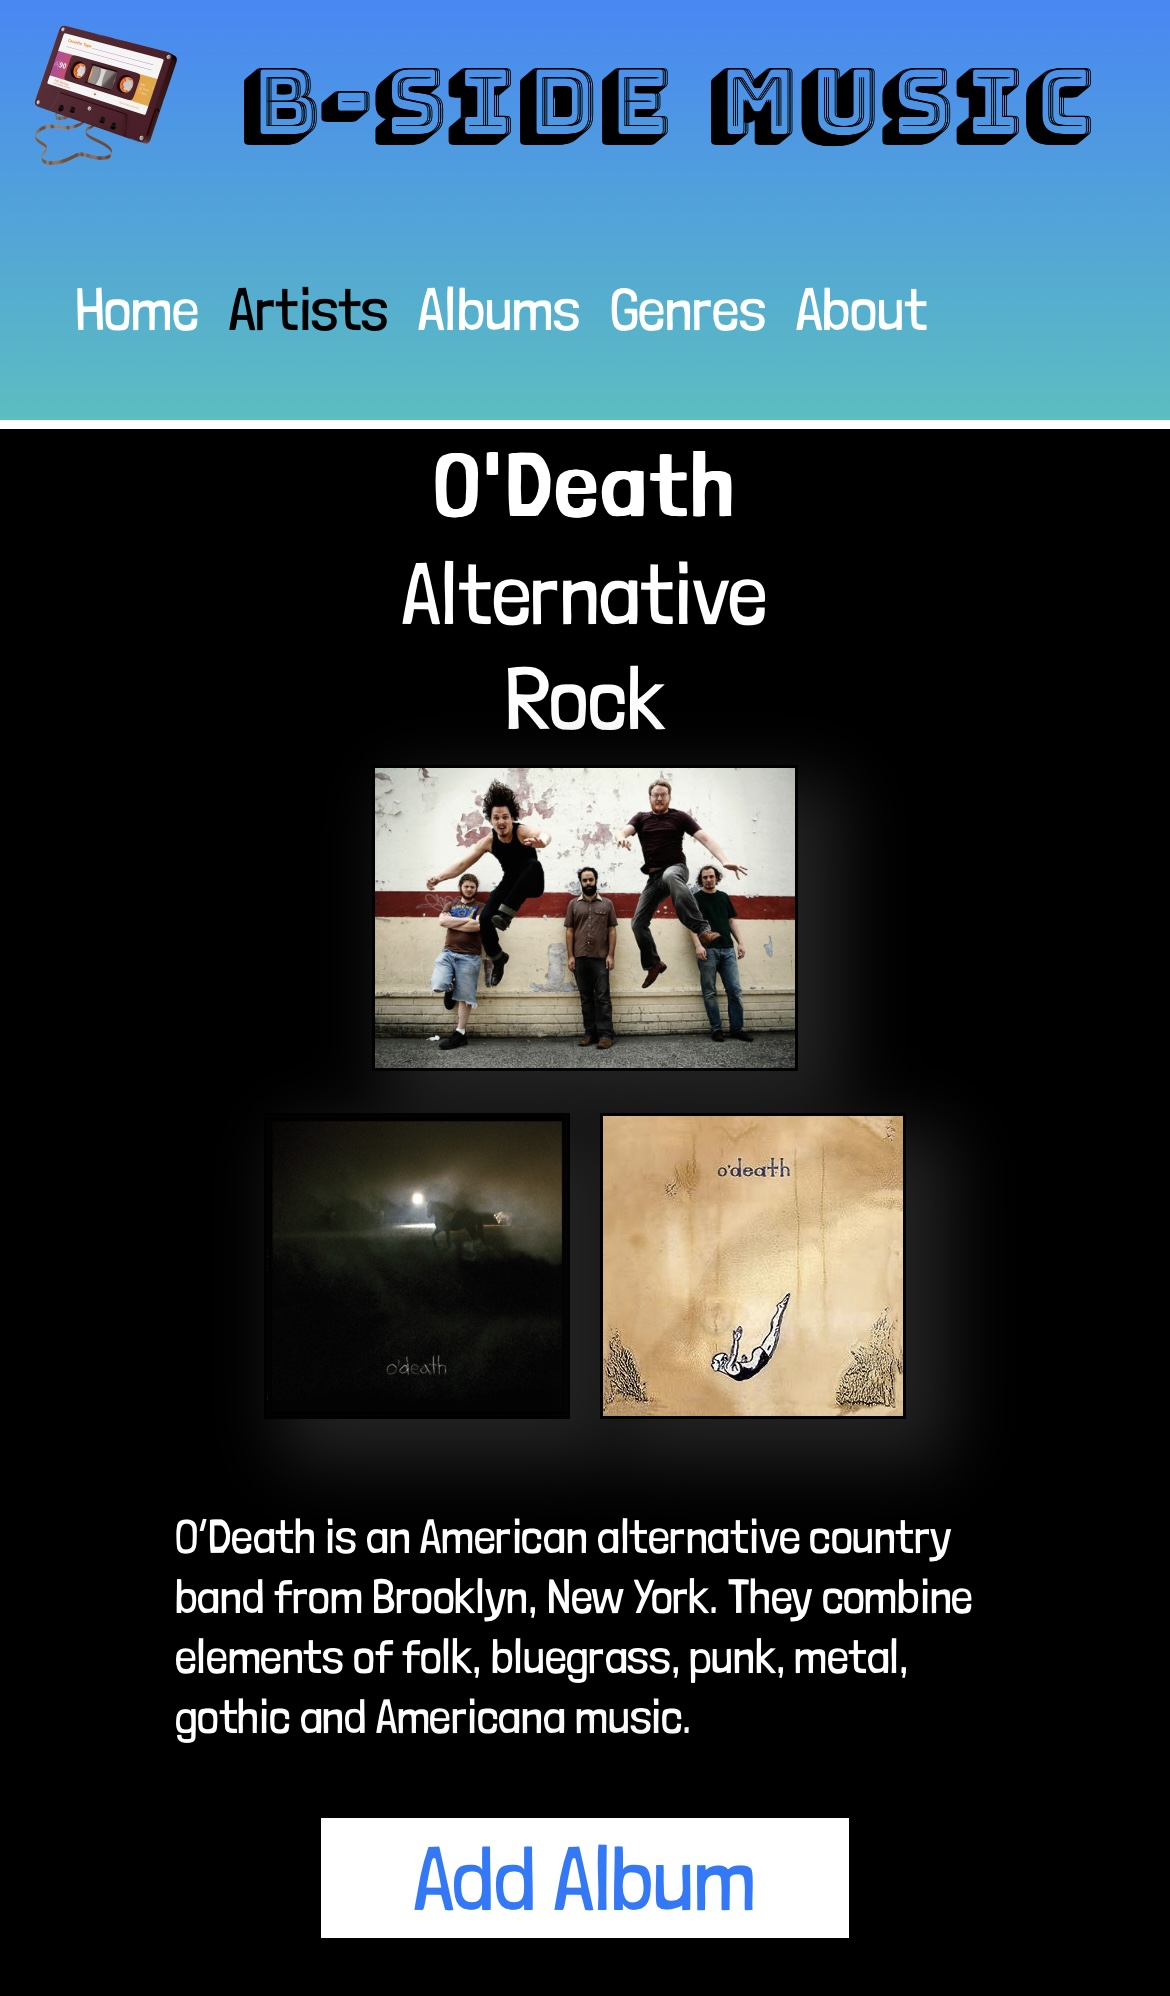 B-SIDE MUSIC
Home Artists Albums Genres About
O'Death
Alternative
Rock
o'death
o'death
O’Death is an American alternative country
band from Brooklyn, New York. They combine
elements of folk, bluegrass, punk, metal,
gothic and Americana music.
Add Album